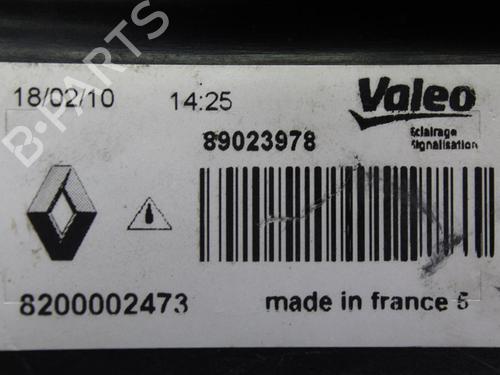 18/02/10 14:25 Valeo
89023978 Eclairage
Signalisation
8200002473 made in france 5
B-PARTS